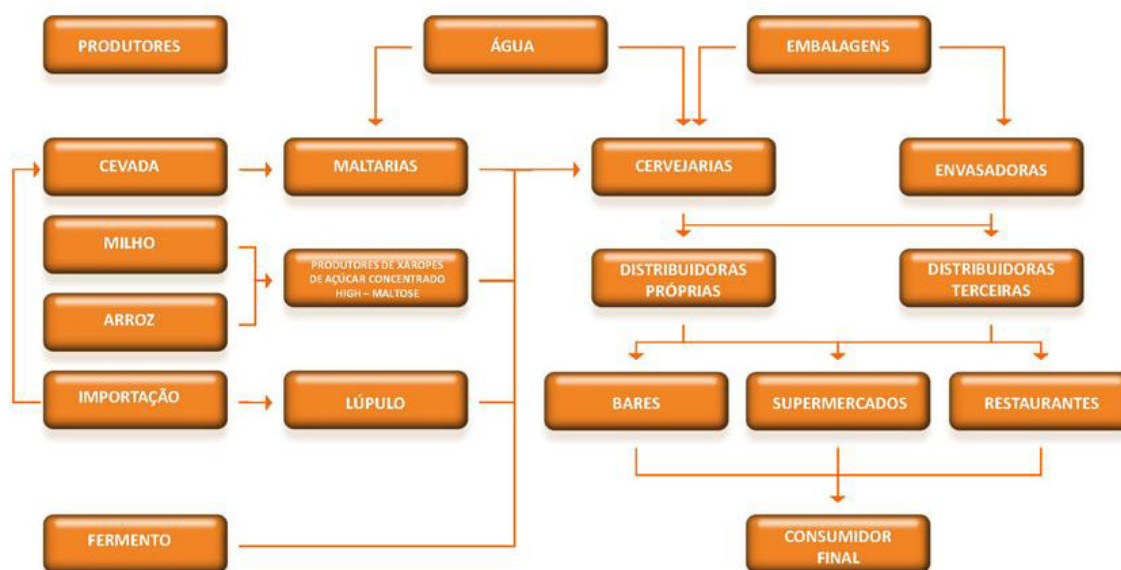 PRODUTORES
ÁGUA
EMBALAGENS
CEVADA
MALTARIAS
CERVEJARIAS
ENVASADORAS
MILHO
PRODUTORES DE XAROPES
DE AÇÚCAR CONCENTRADO
HIGH – MALTOSE
DISTRIBUIDORAS
PRÓPRIAS
DISTRIBUIDORAS
TERCEIRAS
ARROZ
IMPORTAÇÃO
LÚPULO
BARES
SUPERMERCADOS
RESTAURANTES
FERMENTO
CONSUMIDOR
FINAL